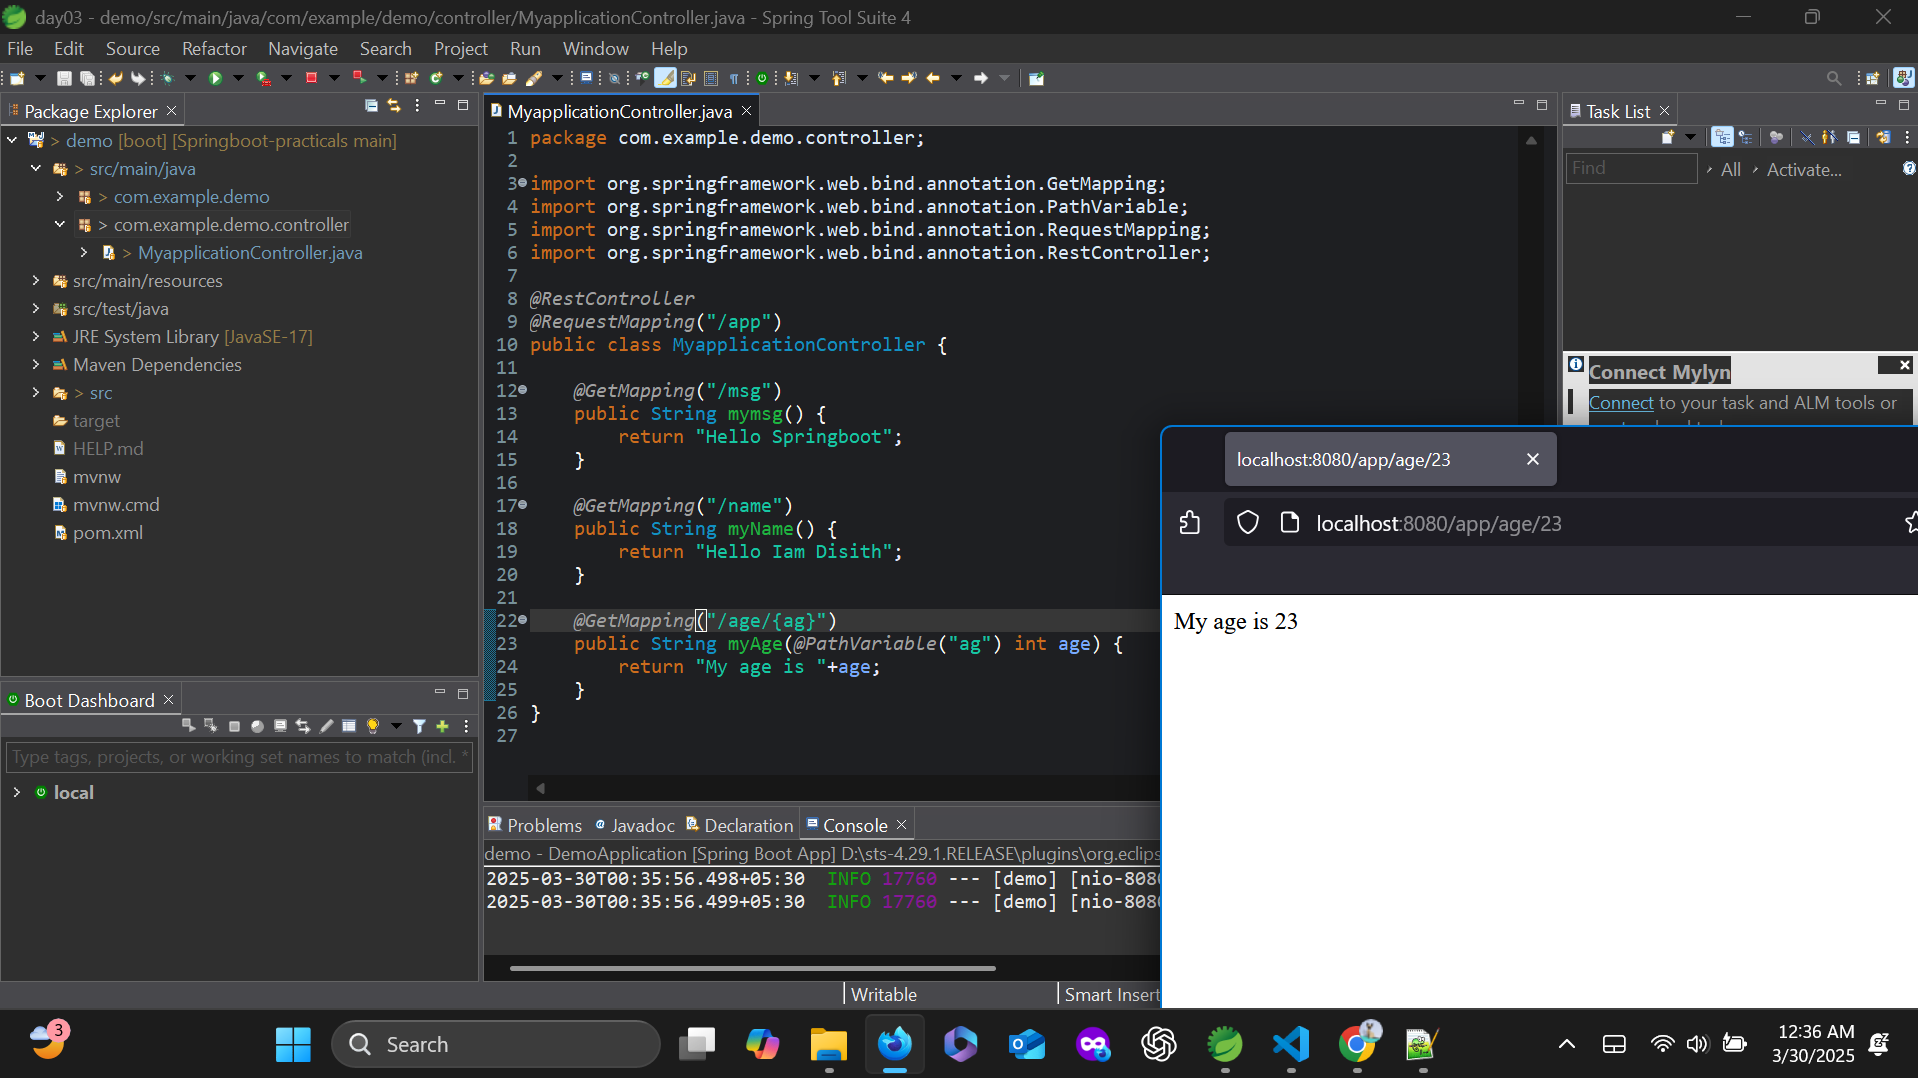 day03 - demo/src/main/java/com/example/demo/controller/MyapplicationController.java - Spring Tool Suite 4
File Edit Source Refactor Navigate Search Project Run Window Help
Package Explorer
demo [boot] [Springboot-practicals main]
src/main/java
com.example.demo
com.example.demo.controller
MyapplicationController.java
src/main/resources
src/test/java
JRE System Library [JavaSE-17]
Maven Dependencies
src
target
HELP.md
mvnw
mvnw.cmd
pom.xml
Boot Dashboard
Type tags, projects, or working set names to match (incl. *
local
MyapplicationController.java
1 package com.example.demo.controller;
2
3 import org.springframework.web.bind.annotation.GetMapping;
4 import org.springframework.web.bind.annotation.PathVariable;
5 import org.springframework.web.bind.annotation.RequestMapping;
6 import org.springframework.web.bind.annotation.RestController;
7
8 @RestController
9 @RequestMapping("/app")
10 public class MyapplicationController {
11
12 @GetMapping("/msg")
13 public String mymsg() {
14 return "Hello Springboot";
15 }
16
17 @GetMapping("/name")
18 public String myName() {
19 return "Hello Iam Disith";
20 }
21
22 @GetMapping("/age/{ag}")
23 public String myAge(@PathVariable("ag") int age) {
24 return "My age is "+age;
25 }
26 }
27
Problems Javadoc Declaration Console
demo - DemoApplication [Spring Boot App] D:\sts-4.29.1.RELEASE\plugins\org.eclips
2025-03-30T00:35:56.498+05:30 INFO 17760 --- [demo] [nio-808
2025-03-30T00:35:56.499+05:30 INFO 17760 --- [demo] [nio-808
Writable
Smart Insert
Task List
Find
All
Activate...
Connect Mylyn
Connect to your task and ALM tools or
localhost:8080/app/age/23
localhost:8080/app/age/23
My age is 23
3
Search
12:36 AM
3/30/2025